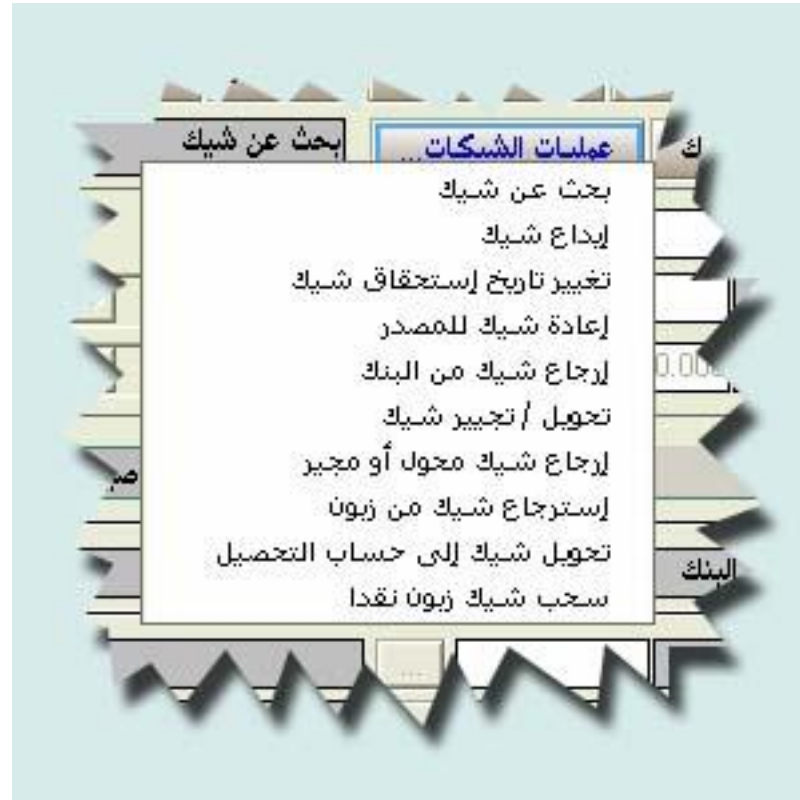 عمليات الشيكات...
بحث عن شيك
بحث عن شيك
إيداع شيك
تغيير تاريخ إستحقاق شيك
إعادة شيك للمصدر
إرجاع شيك من البنك
تحويل / تجيير شيك
إرجاع شيك محول أو مجير
إسترجاع شيك من زبون
تحويل شيك إلى حساب التحصيل
البنك
سحب شيك زبون نقدا
...